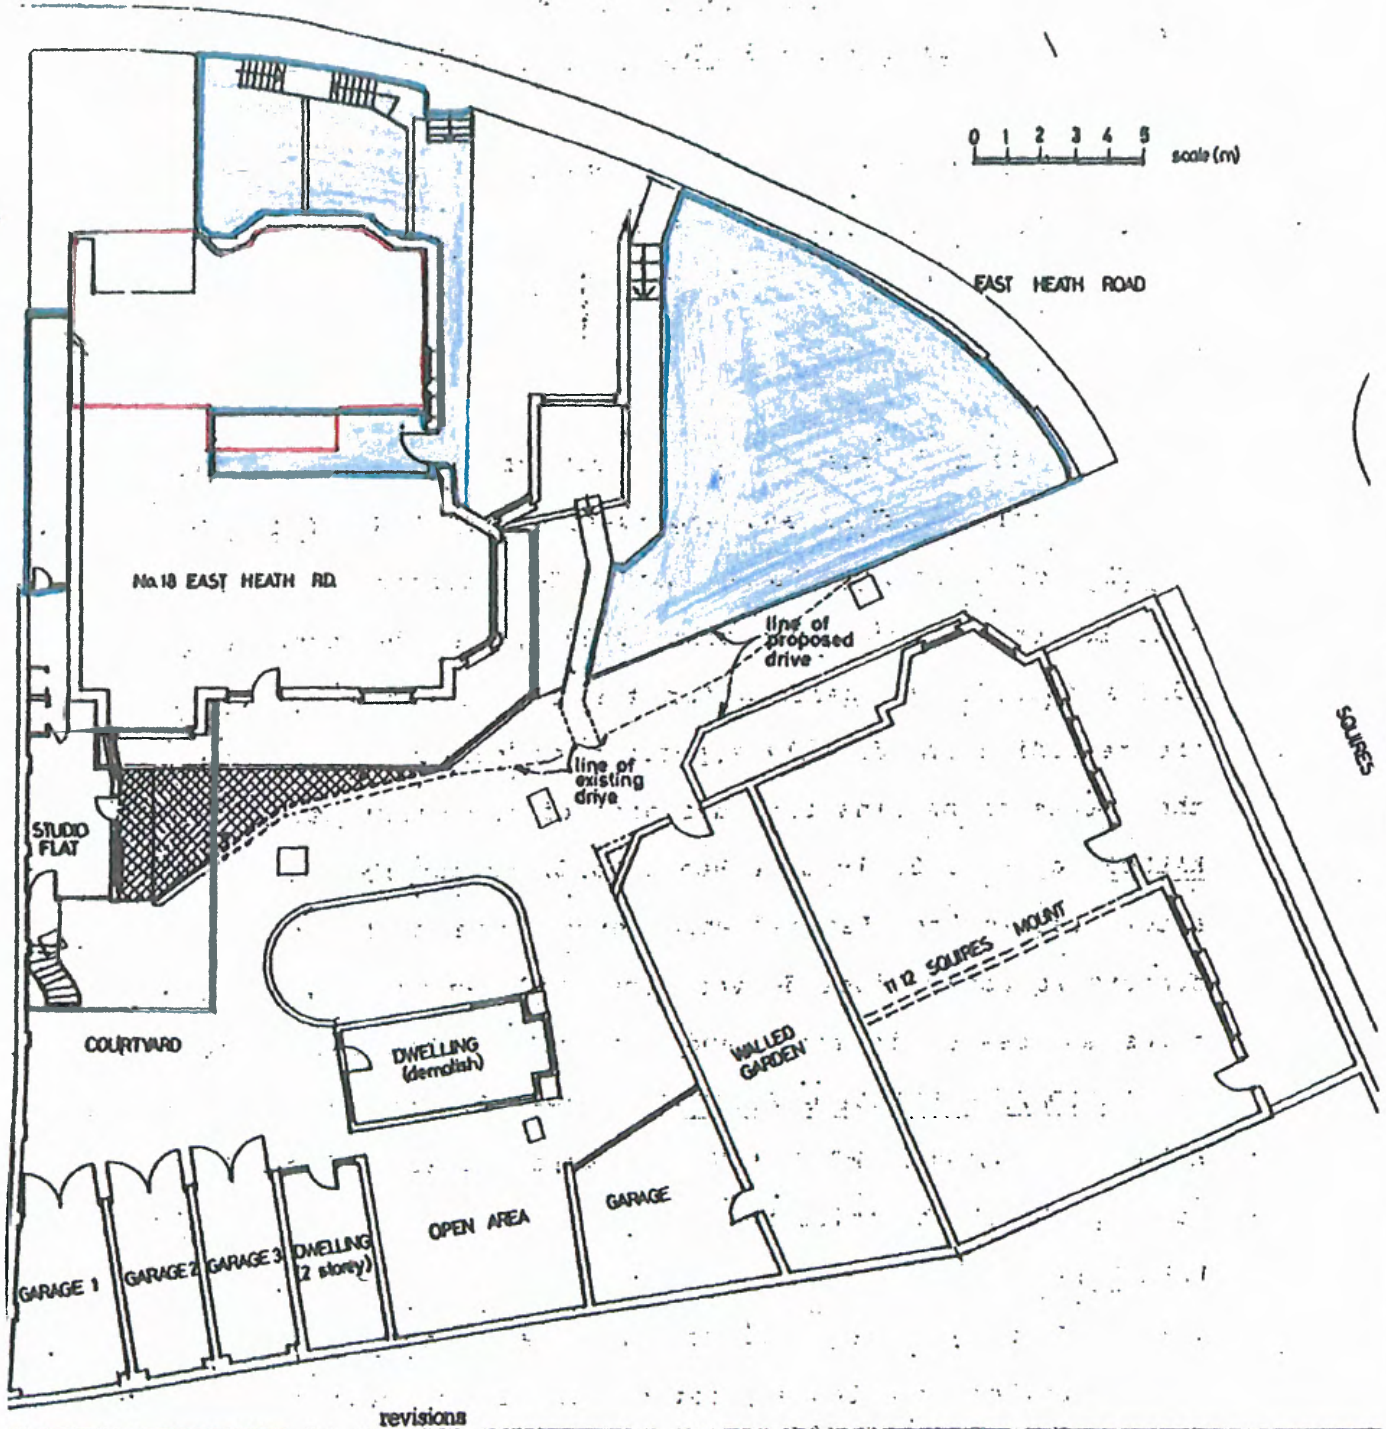 0 1 2 3 4 5
scale (m)
EAST HEATH ROAD
No. 18 EAST HEATH RD.
line of
proposed
drive
SQUIRES
line of
existing
drive
STUDIO
FLAT
11 12 SQUIRES MOUNT
COURTYARD
DWELLING
(demolish)
WALLED
GARDEN
GARAGE
OPEN AREA
GARAGE 1
GARAGE 2
GARAGE 3
DWELLING
(2 storey)
revisions